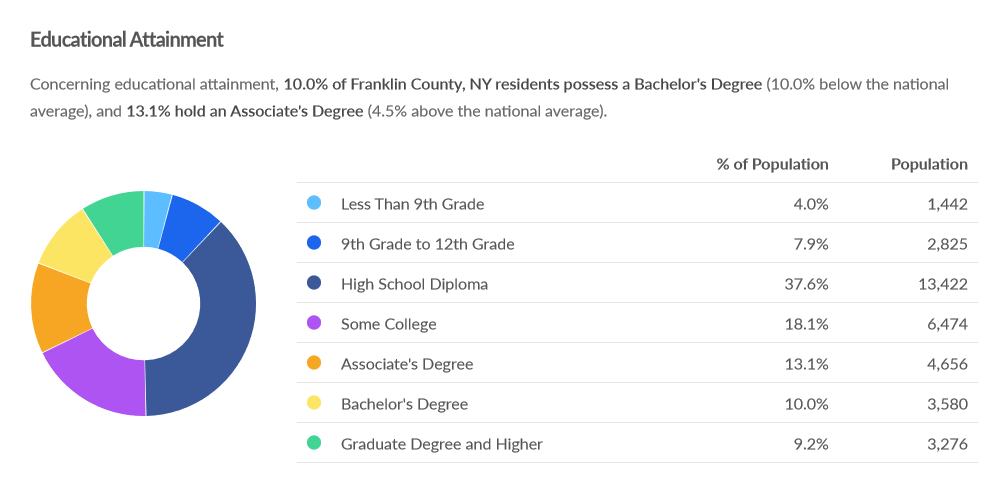 Educational Attainment
Concerning educational attainment, 10.0% of Franklin County, NY residents possess a Bachelor's Degree (10.0% below the national
average), and 13.1% hold an Associate's Degree (4.5% above the national average).
% of Population Population
Less Than 9th Grade 4.0% 1,442
9th Grade to 12th Grade 7.9% 2,825
High School Diploma 37.6% 13,422
Some College 18.1% 6,474
Associate's Degree 13.1% 4,656
Bachelor's Degree 10.0% 3,580
Graduate Degree and Higher 9.2% 3,276